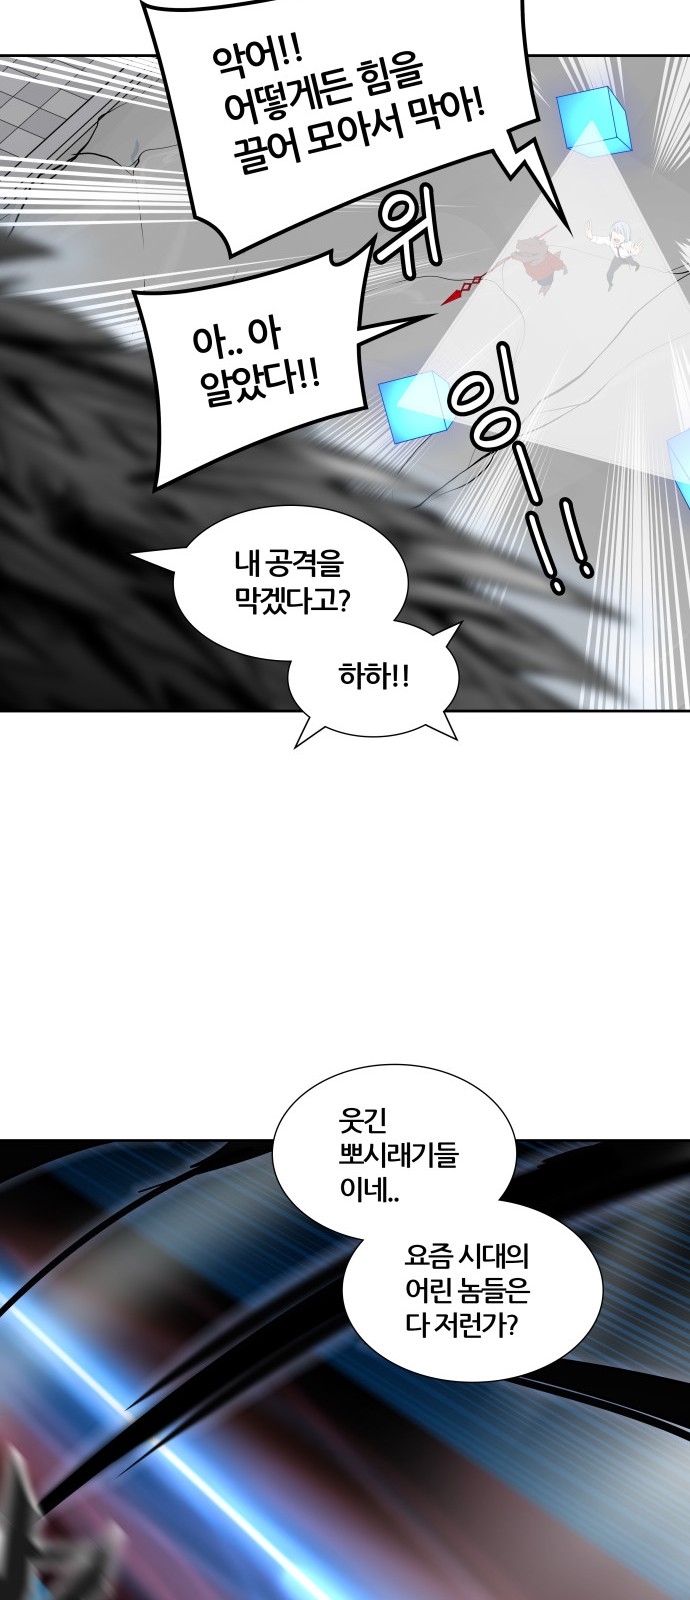 악어!!
어떻게든 힘을
끌어 모아서 막아!
위
아.. 아
알았다!!
잉!!
내 공격을
막겠다고?
하하!!
웃긴
뽀시래기들
이네..
요즘 시대의
어린 놈들은
다 저런가?